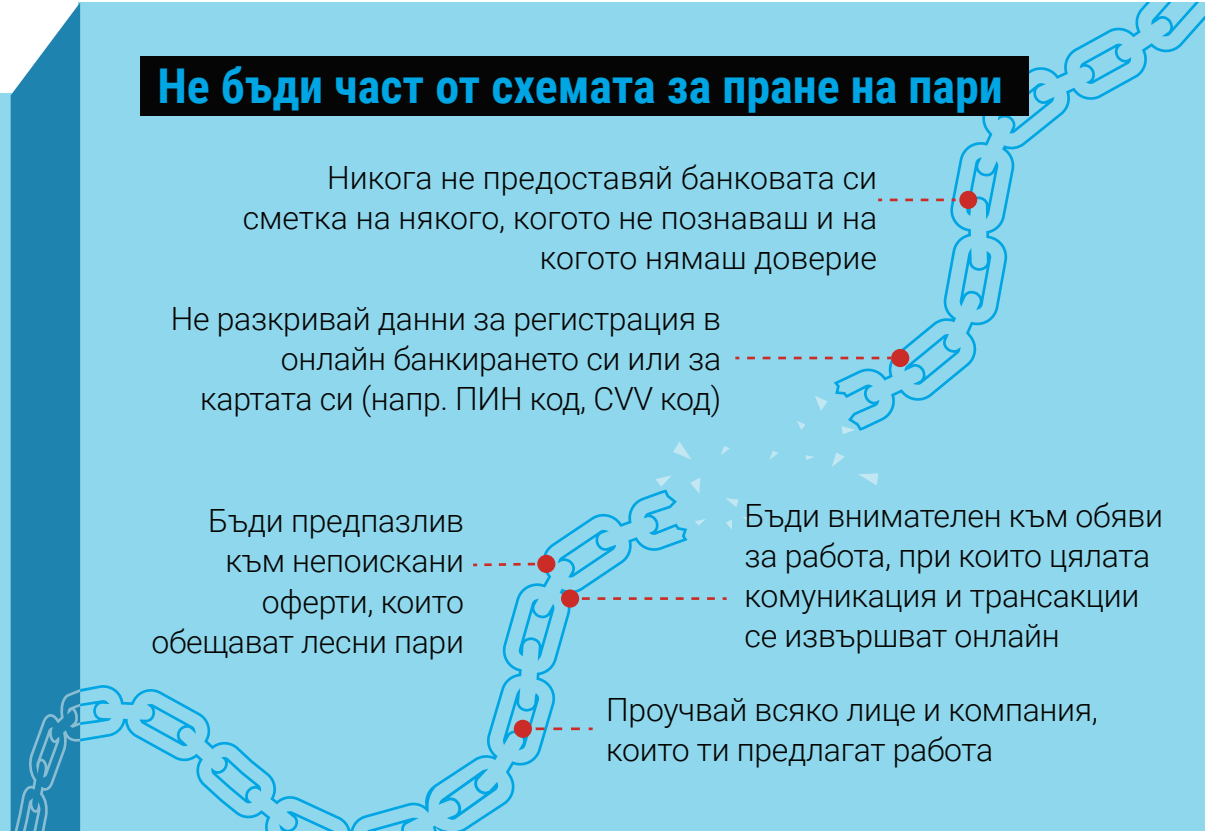 Не бъди част от схемата за пране на пари
Никога не предоставяй банковата си
сметка на някого, когото не познаваш и на
когото нямаш доверие
Не разкривай данни за регистрация в
онлайн банкирането си или за
картата си (напр. ПИН код, CVV код)
Бъди предпазлив
към непоискани
оферти, които
обещават лесни пари
Бъди внимателен към обяви
за работа, при които цялата
комуникация и трансакции
се извършват онлайн
Проучвай всяко лице и компания,
които ти предлагат работа